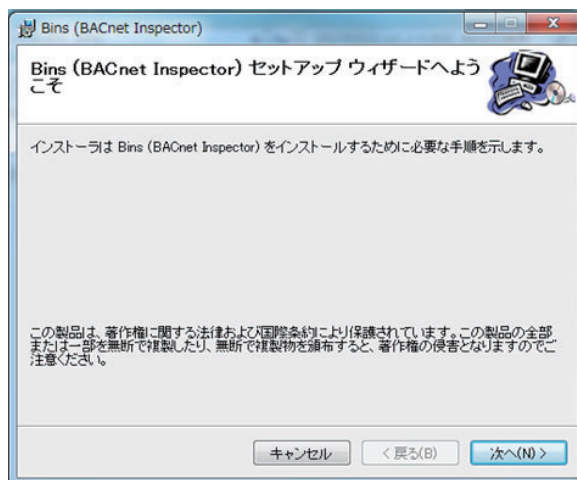 Bins (BACnet Inspector)
Bins (BACnet Inspector) セットアップ ウィザードへよう
こそ
インストーラは Bins (BACnet Inspector) をインストールするために必要な手順を示します。
この製品は、著作権に関する法律および国際条約により保護されています。この製品の全部
または一部を無断で複製したり、無断で複製物を頒布すると、著作権の侵害となりますのでご
注意ください。
キャンセル
< 戻る(B)
次へ(N) >